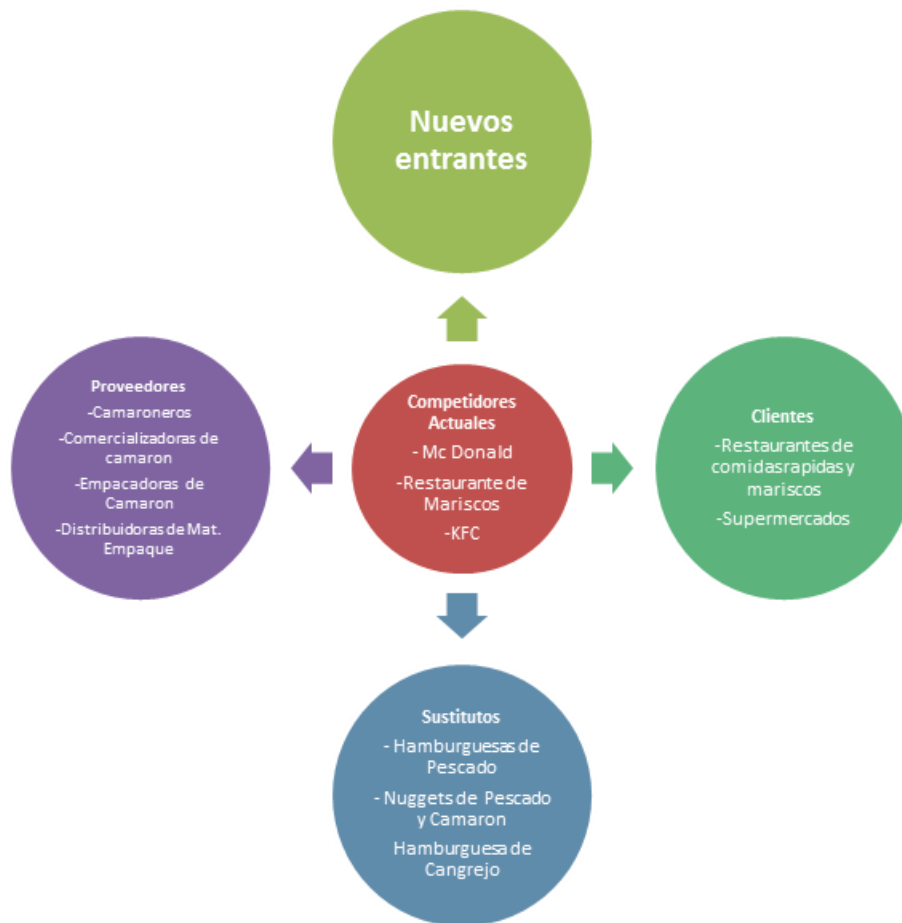 Nuevos
entrantes
Proveedores
-Camaroneros
-Comercializadoras de
camaron
-Empacadoras de
Camaron
-Distribuidoras de Mat.
Empaque
Competidores
Actuales
- Mc Donald
-Restaurante de
Mariscos
-KFC
Clientes
-Restaurantes de
comidas rapidas y
mariscos
-Supermercados
Sustitutos
- Hamburguesas de
Pescado
- Nuggets de Pescado
y Camaron
Hamburguesa de
Cangrejo